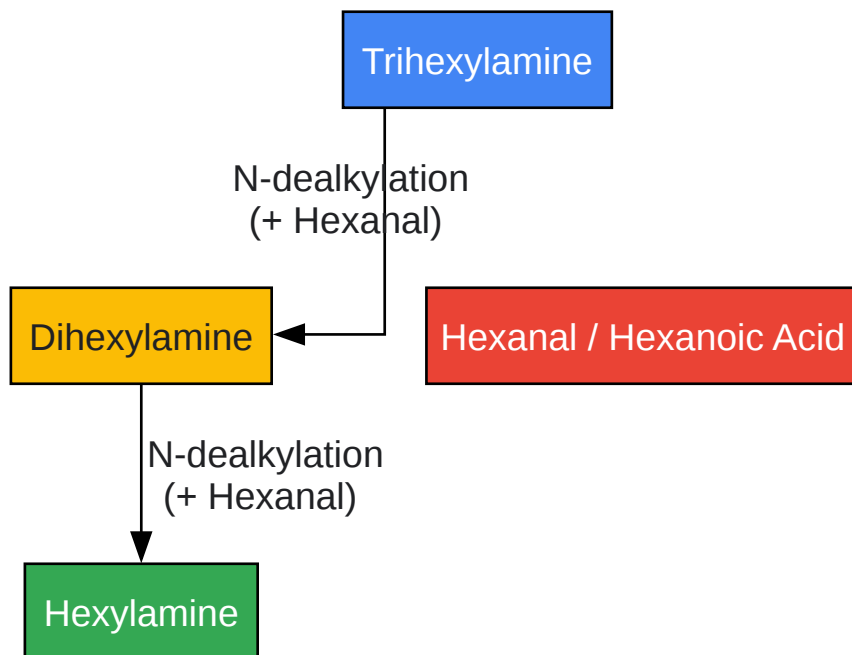 Trihexylamine
N-dealkylation
(+ Hexanal)
Dihexylamine
Hexanal / Hexanoic Acid
N-dealkylation
(+ Hexanal)
Hexylamine